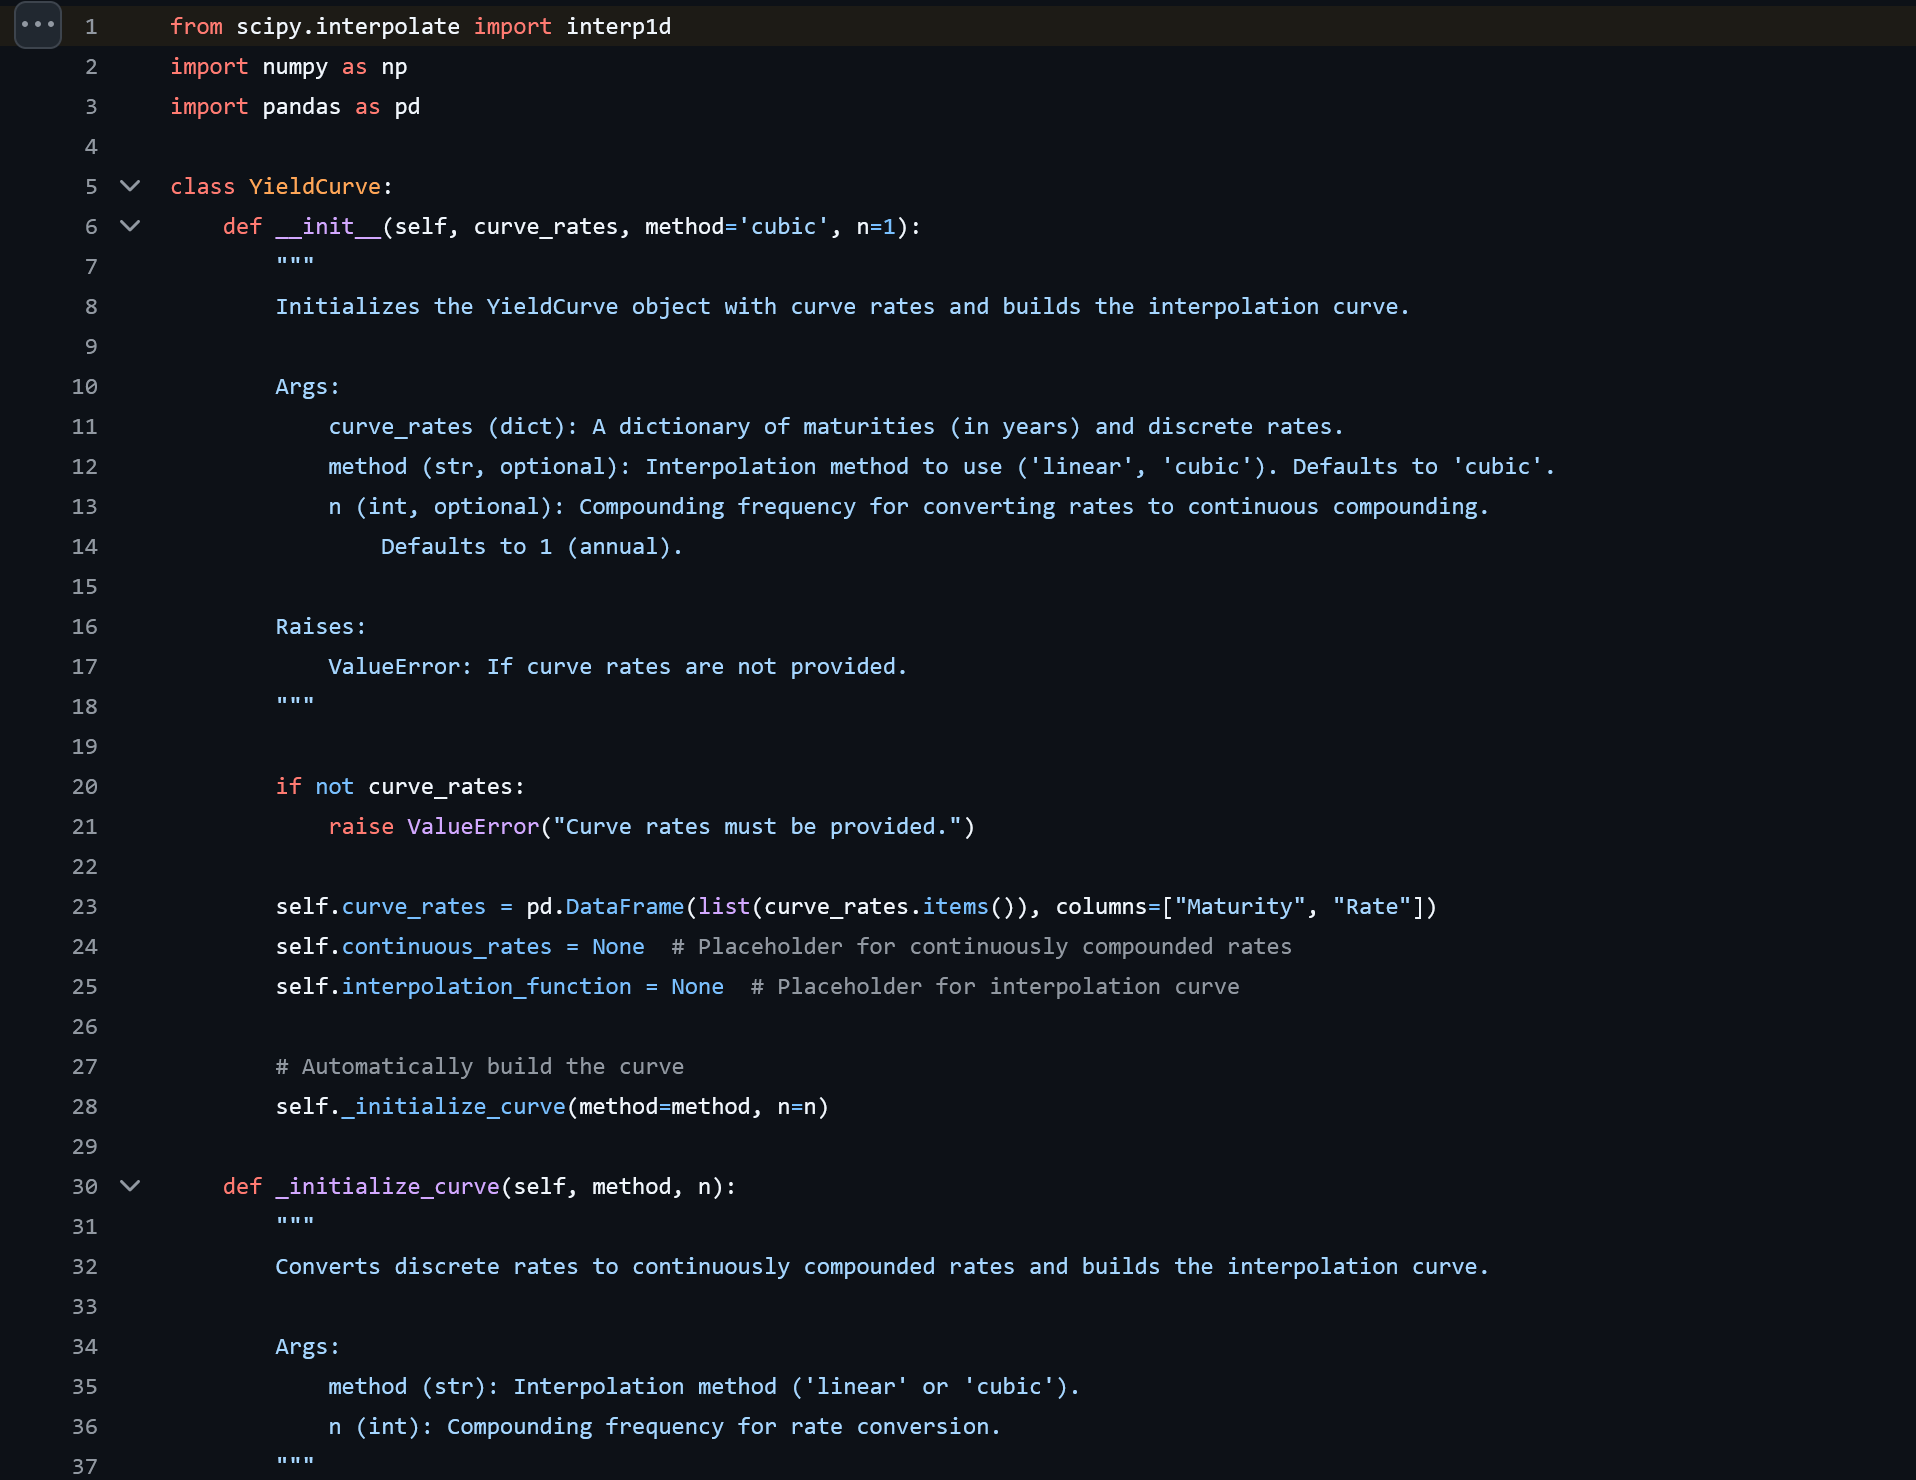 1 from scipy.interpolate import interp1d
2 import numpy as np
3 import pandas as pd
4
5 class YieldCurve:
6     def __init__(self, curve_rates, method='cubic', n=1):
7         """
8         Initializes the YieldCurve object with curve rates and builds the interpolation curve.
9
10         Args:
11             curve_rates (dict): A dictionary of maturities (in years) and discrete rates.
12             method (str, optional): Interpolation method to use ('linear', 'cubic'). Defaults to 'cubic'.
13             n (int, optional): Compounding frequency for converting rates to continuous compounding.
14                 Defaults to 1 (annual).
15
16         Raises:
17             ValueError: If curve rates are not provided.
18         """
19
20         if not curve_rates:
21             raise ValueError("Curve rates must be provided.")
22
23         self.curve_rates = pd.DataFrame(list(curve_rates.items()), columns=["Maturity", "Rate"])
24         self.continuous_rates = None  # Placeholder for continuously compounded rates
25         self.interpolation_function = None  # Placeholder for interpolation curve
26
27         # Automatically build the curve
28         self._initialize_curve(method=method, n=n)
29
30     def _initialize_curve(self, method, n):
31         """
32         Converts discrete rates to continuously compounded rates and builds the interpolation curve.
33
34         Args:
35             method (str): Interpolation method ('linear' or 'cubic').
36             n (int): Compounding frequency for rate conversion.
37         """